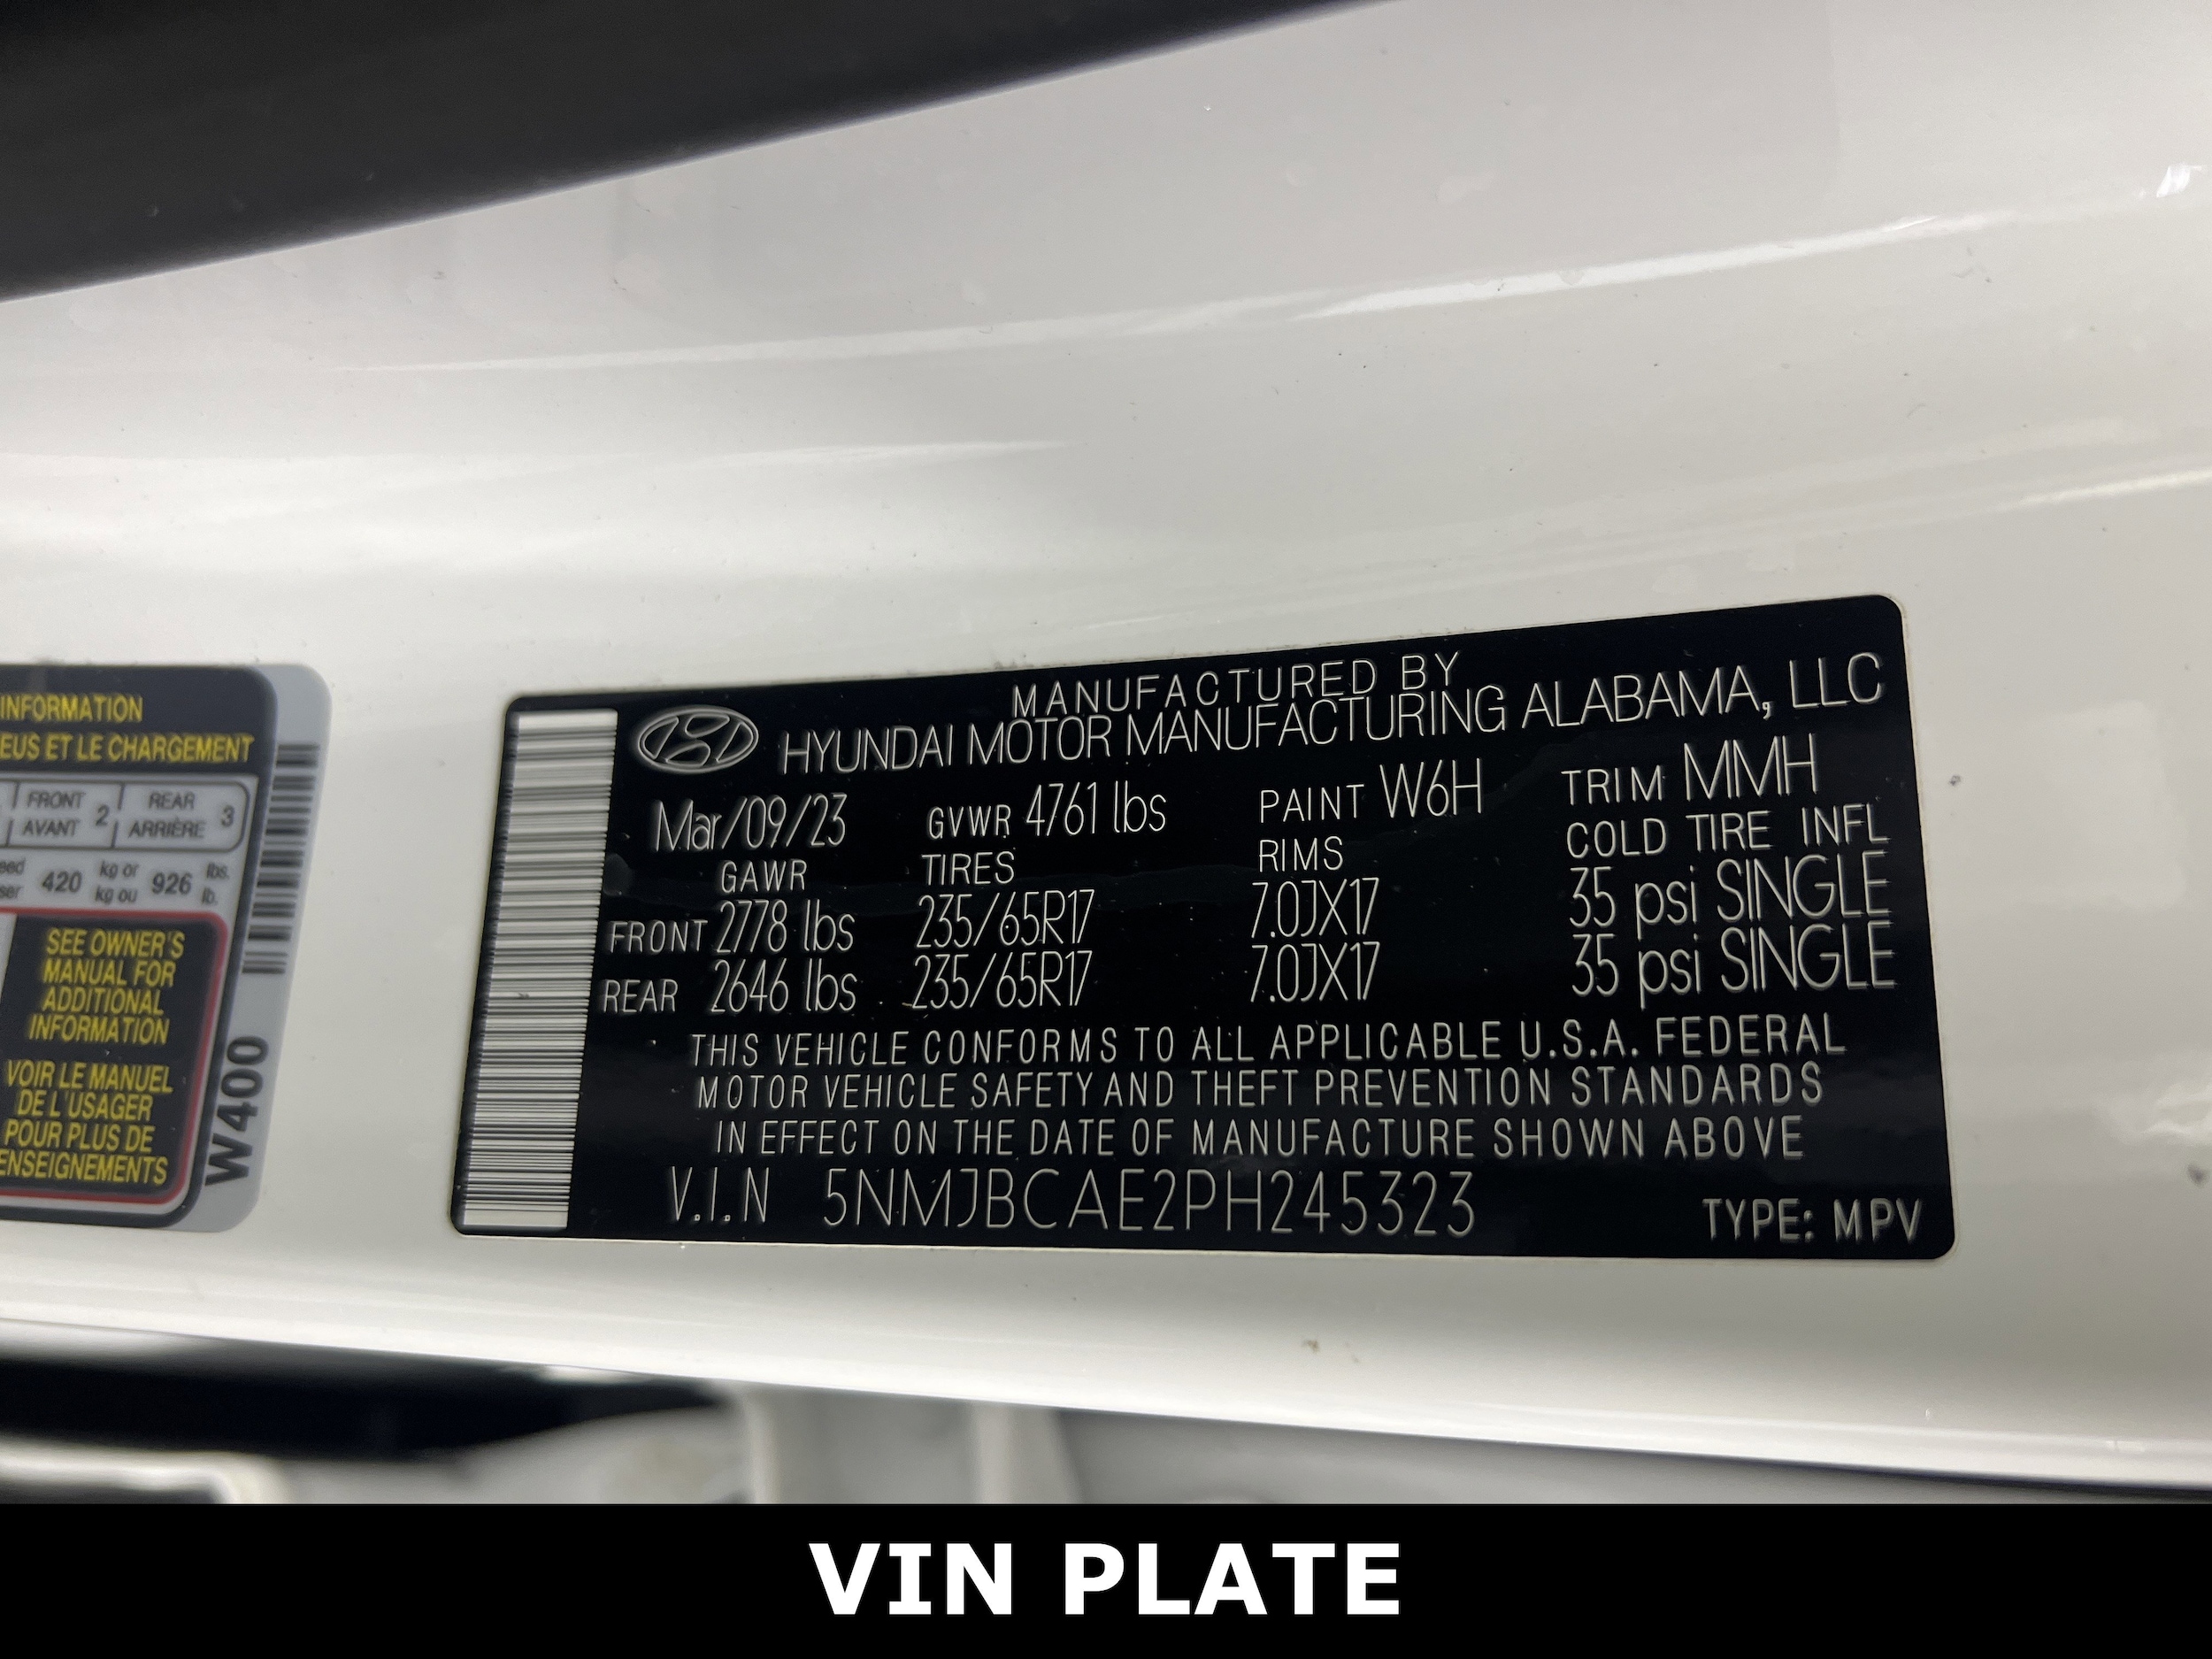 INFORMATION
EUS ET LE CHARGEMENT
FRONT 2 REAR 3
AVANT ARRIÈRE
420 kg or 926 lbs.
kg ou lb.
SEE OWNER'S
MANUAL FOR
ADDITIONAL
INFORMATION
VOIR LE MANUEL
DE L'USAGER
POUR PLUS DE
ENSEIGNEMENTS
W400
MANUFACTURED BY
HYUNDAI MOTOR MANUFACTURING ALABAMA, LLC
Mar/09/23 GVWR 4761 lbs PAINT W6H TRIM MMH
GAWR TIRES RIMS COLD TIRE INFL
FRONT 2778 lbs 235/65R17 7.0JX17 35 psi SINGLE
REAR 2646 lbs 235/65R17 7.0JX17 35 psi SINGLE
THIS VEHICLE CONFORMS TO ALL APPLICABLE U.S.A. FEDERAL
MOTOR VEHICLE SAFETY AND THEFT PREVENTION STANDARDS
IN EFFECT ON THE DATE OF MANUFACTURE SHOWN ABOVE
V.I.N 5NMJBCAE2PH245323 TYPE: MPV
VIN PLATE